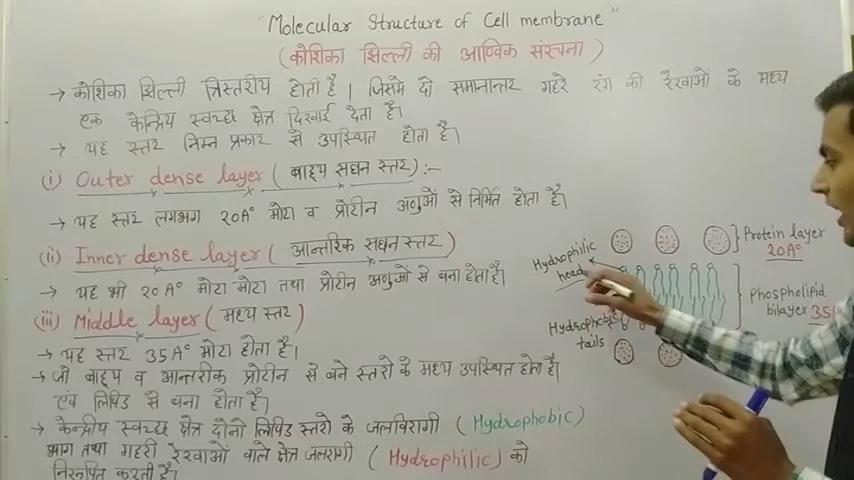 "Molecular Structure of Cell membrane"
(कोशिका झिल्ली की आण्विक संरचना)
→ कोशिका झिल्ली त्रिस्तरीय होती है। जिसमे दो समानान्तर गहरे रंग की रेखाओं के मध्य
एक केन्द्रिय स्वच्छ क्षेत्र दिखाई देता है।
→ यह स्तर निम्न प्रकार से उपस्थित होता है।
(i) Outer dense layer (बाह्य सघन स्तर) :-
→ यह स्तर लगभग 20A° मोटा व प्रोटीन अणुओं से निर्मित होता है।
(ii) Inner dense layer (आन्तरिक सघन स्तर)
→ यह भी 20A° मोटा मोटा तथा प्रोटीन अणुओ से बना होता है।
(iii) Middle layer (मध्य स्तर)
→ यह स्तर 35A° मोटा होता है।
→ जो बाह्य व आन्तरीक प्रोटीन से बने स्तरो के मध्य उपस्थित होता है।
एवं लिपिड से बना होता है।
→ केन्द्रीय स्वच्छ क्षेत्र दोनो लिपिड स्तरो के जलविरागी (Hydrophobic)
भाग तथा गहरी रेखाओं वाले क्षेत्र जलरागी (Hydrophilic) को
निरूपित करती है।
Hydrophilic
head
Hydrophobic
tails
Protein layer
20A°
Phospholipid
bilayer 35